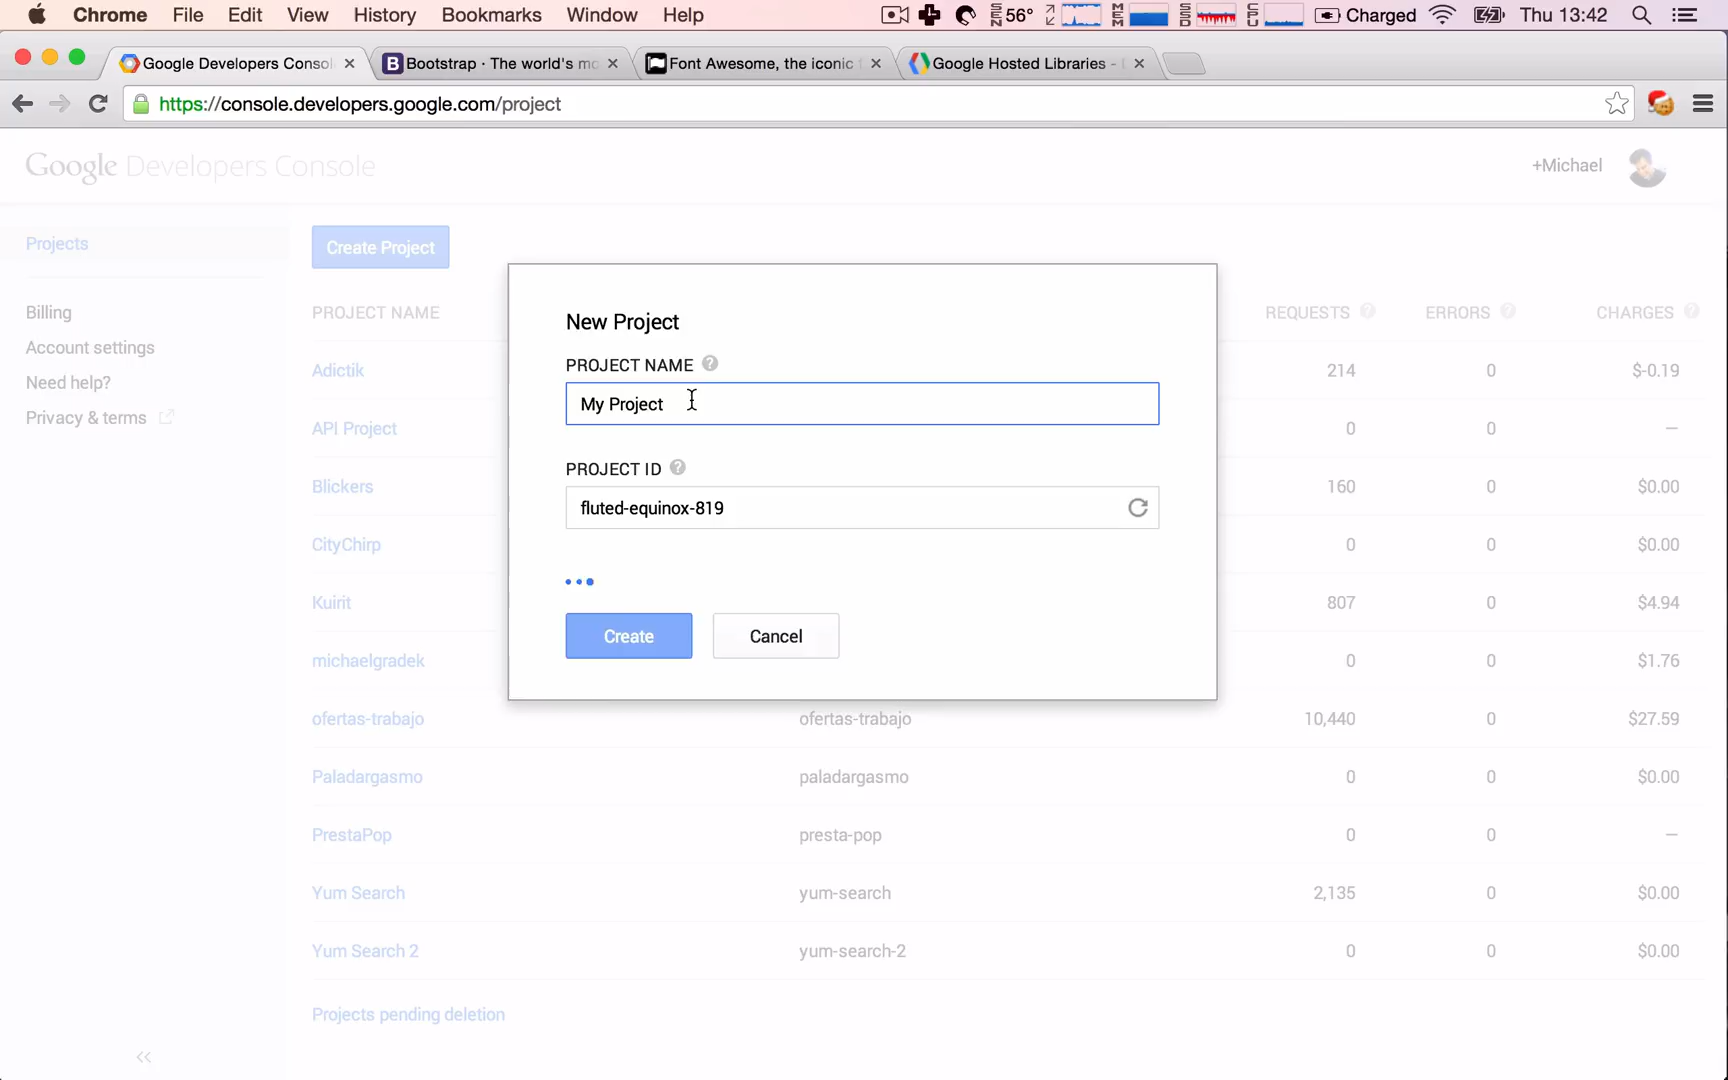 Chrome File Edit View History Bookmarks Window Help SEN 56° MEM SSD CPU Charged Thu 13:42
Google Developers Consol Bootstrap · The world's mo Font Awesome, the iconic Google Hosted Libraries -
https://console.developers.google.com/project
Google Developers Console +Michael
Projects Create Project
New Project
Billing PROJECT NAME REQUESTS ERRORS CHARGES
PROJECT NAME
My Project
Account settings
Need help?
Privacy & terms
PROJECT ID
fluted-equinox-819
Create Cancel
Adictik 214 0 $-0.19
API Project 0 0 —
Blickers 160 0 $0.00
CityChirp 0 0 $0.00
Kuirit 807 0 $4.94
michaelgradek 0 0 $1.76
ofertas-trabajo ofertas-trabajo 10,440 0 $27.59
Paladargasmo paladargasmo 0 0 $0.00
PrestaPop presta-pop 0 0 —
Yum Search yum-search 2,135 0 $0.00
Yum Search 2 yum-search-2 0 0 $0.00
Projects pending deletion